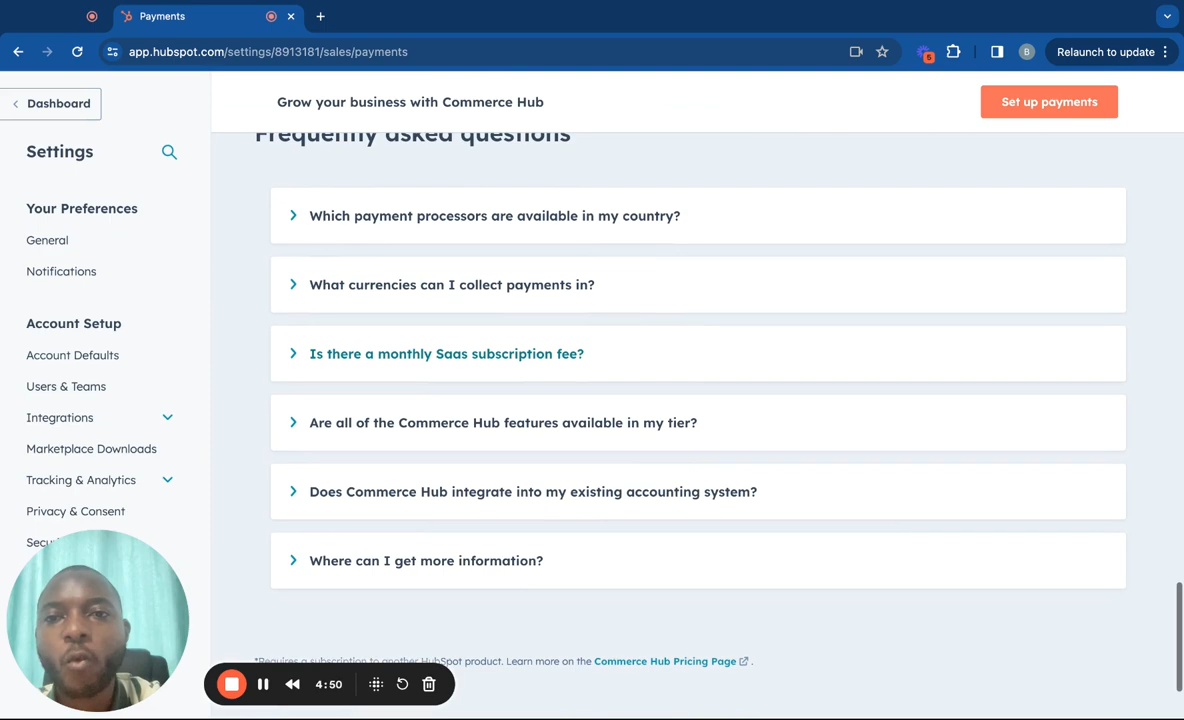 Payments
app.hubspot.com/settings/8913181/sales/payments
6
B
Relaunch to update
Dashboard
Grow your business with Commerce Hub
Set up payments
Frequently asked questions
Settings
Your Preferences
General
Notifications
Account Setup
Account Defaults
Users & Teams
Integrations
Marketplace Downloads
Tracking & Analytics
Privacy & Consent
Which payment processors are available in my country?
What currencies can I collect payments in?
Is there a monthly Saas subscription fee?
Are all of the Commerce Hub features available in my tier?
Does Commerce Hub integrate into my existing accounting system?
Where can I get more information?
*Requires a subscription to another HubSpot product. Learn more on the Commerce Hub Pricing Page .
4:50